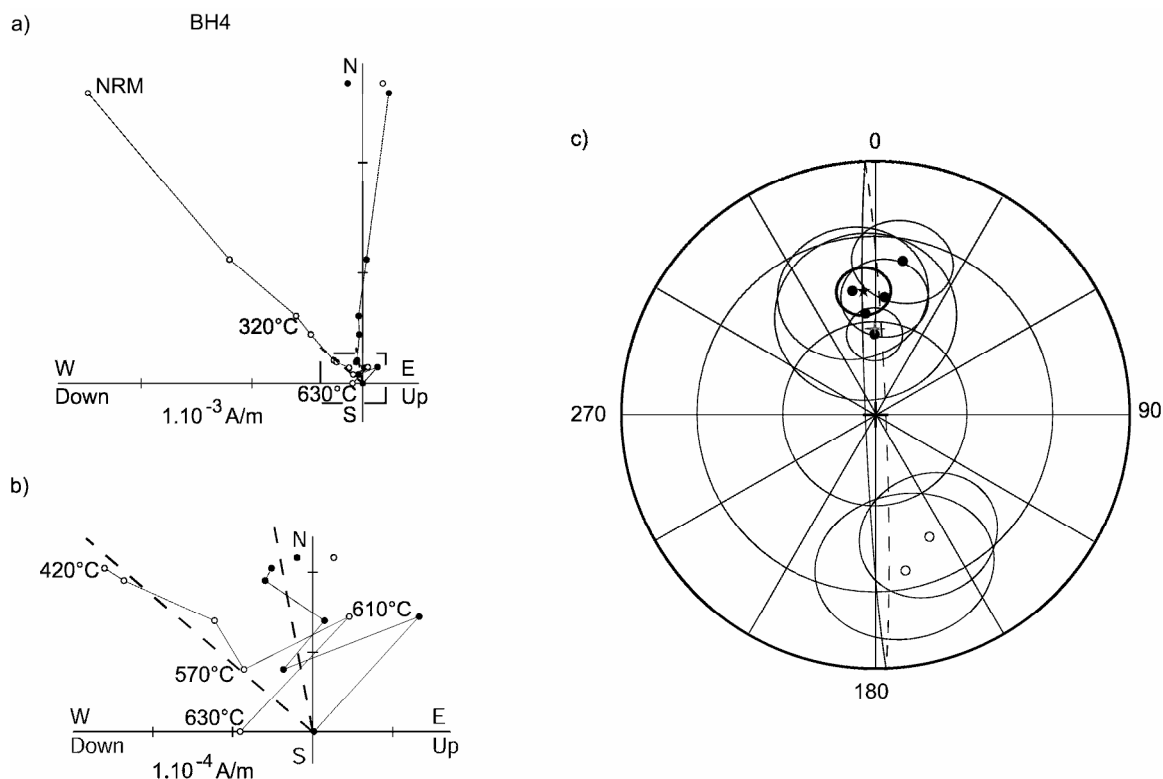 a)
BH4
N
NRM
320°C
W
E
Down
630°C
Up
1.10⁻³ A/m
S
b)
N
420°C
610°C
570°C
W
630°C
E
Down
S
Up
1.10⁻⁴ A/m
c)
0
270
90
180